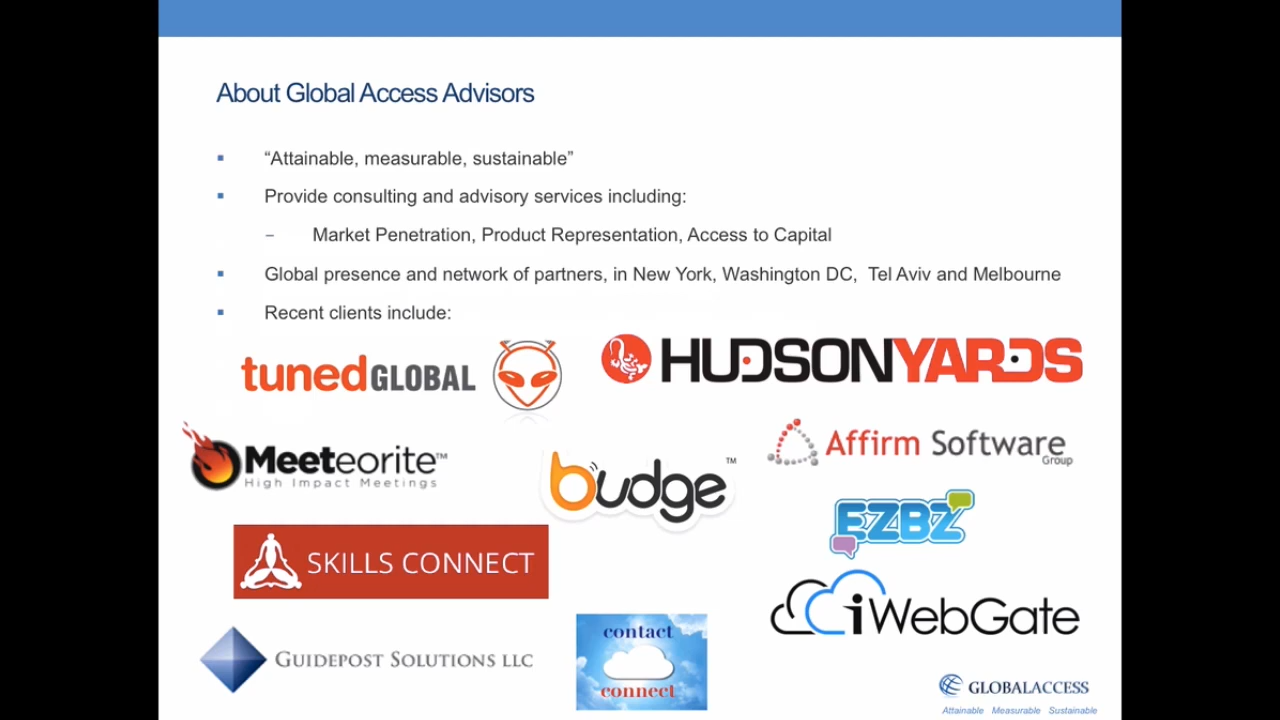 About Global Access Advisors
“Attainable, measurable, sustainable”
Provide consulting and advisory services including:
– Market Penetration, Product Representation, Access to Capital
Global presence and network of partners, in New York, Washington DC, Tel Aviv and Melbourne
Recent clients include:
tuned GLOBAL
HUDSONYARDS
Meeteorite™
High Impact Meetings
budge™
Affirm Software
Group
EZBZ
SKILLS CONNECT
iWebGate
GUIDEPOST SOLUTIONS LLC
contact
connect
GLOBALACCESS
Attainable Measurable Sustainable